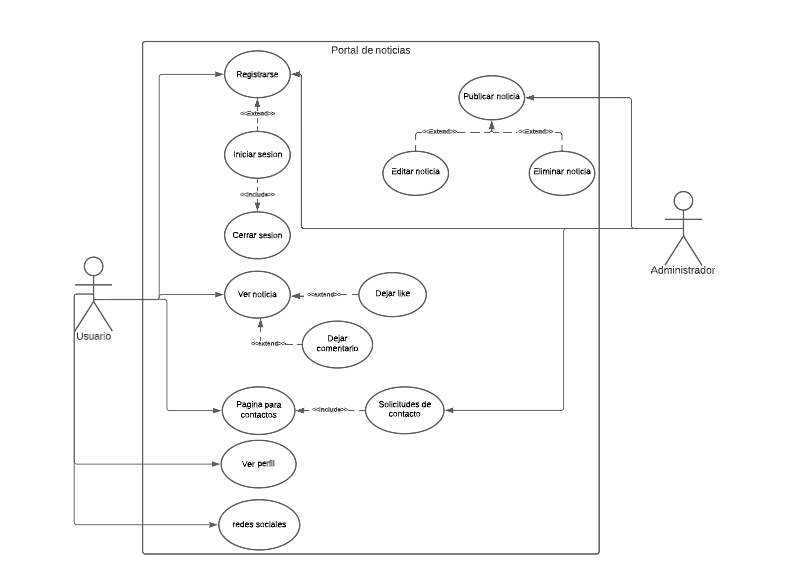 Portal de noticias
Registrarse
Publicar noticia
<<Extend>>
<<Extend>>
<<Extend>>
Iniciar sesion
Editar noticia
Eliminar noticia
<<include>>
Cerrar sesion
Administrador
Ver noticia
<<extend>>
Dejar like
Usuario
<<extend>>
Dejar
comentario
Pagina para
contactos
<<include>>
Solicitudes de
contacto
Ver perfil
redes sociales